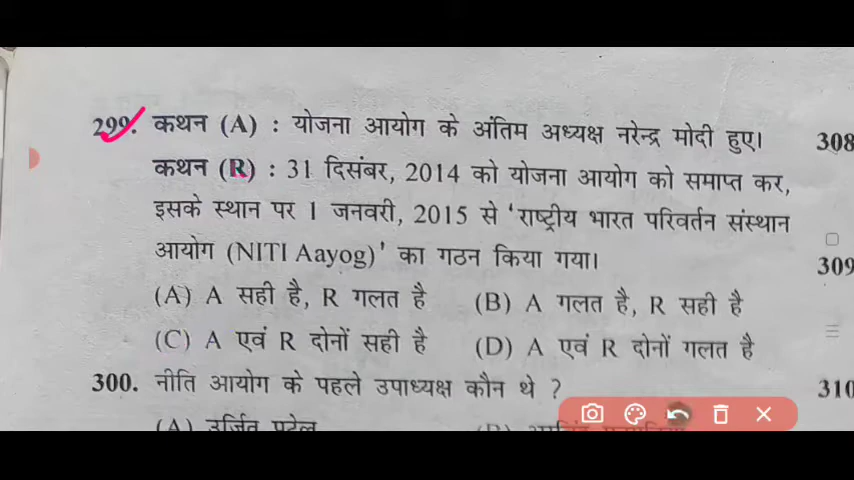 299. कथन (A) : योजना आयोग के अंतिम अध्यक्ष नरेन्द्र मोदी हुए।
308
कथन (R) : 31 दिसंबर, 2014 को योजना आयोग को समाप्त कर,
इसके स्थान पर 1 जनवरी, 2015 से 'राष्ट्रीय भारत परिवर्तन संस्थान
आयोग (NITI Aayog)' का गठन किया गया।
309
(A) A सही है, R गलत है (B) A गलत है, R सही है
(C) A एवं R दोनों सही है (D) A एवं R दोनों गलत है
300. नीति आयोग के पहले उपाध्यक्ष कौन थे ?
310
(A) उर्जित पटेल